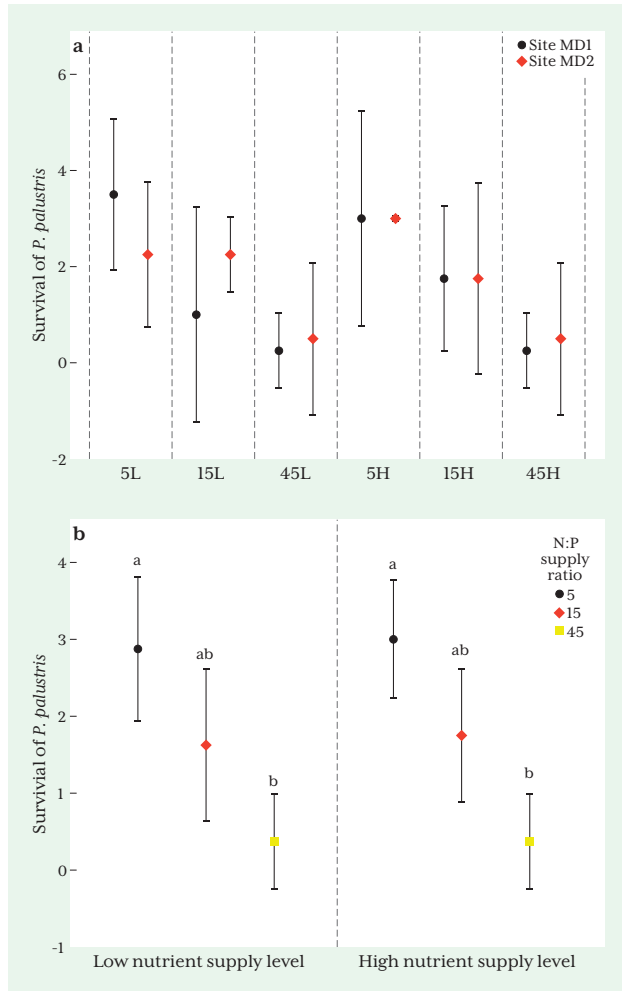 a
Site MD1
Site MD2
Survival of P. palustris
6
4
2
0
-2
5L 15L 45L 5H 15H 45H
b
N:P
supply
ratio
5
15
45
Survivial of P. palustris
4
3
2
1
0
-1
a
ab
b
a
ab
b
Low nutrient supply level High nutrient supply level